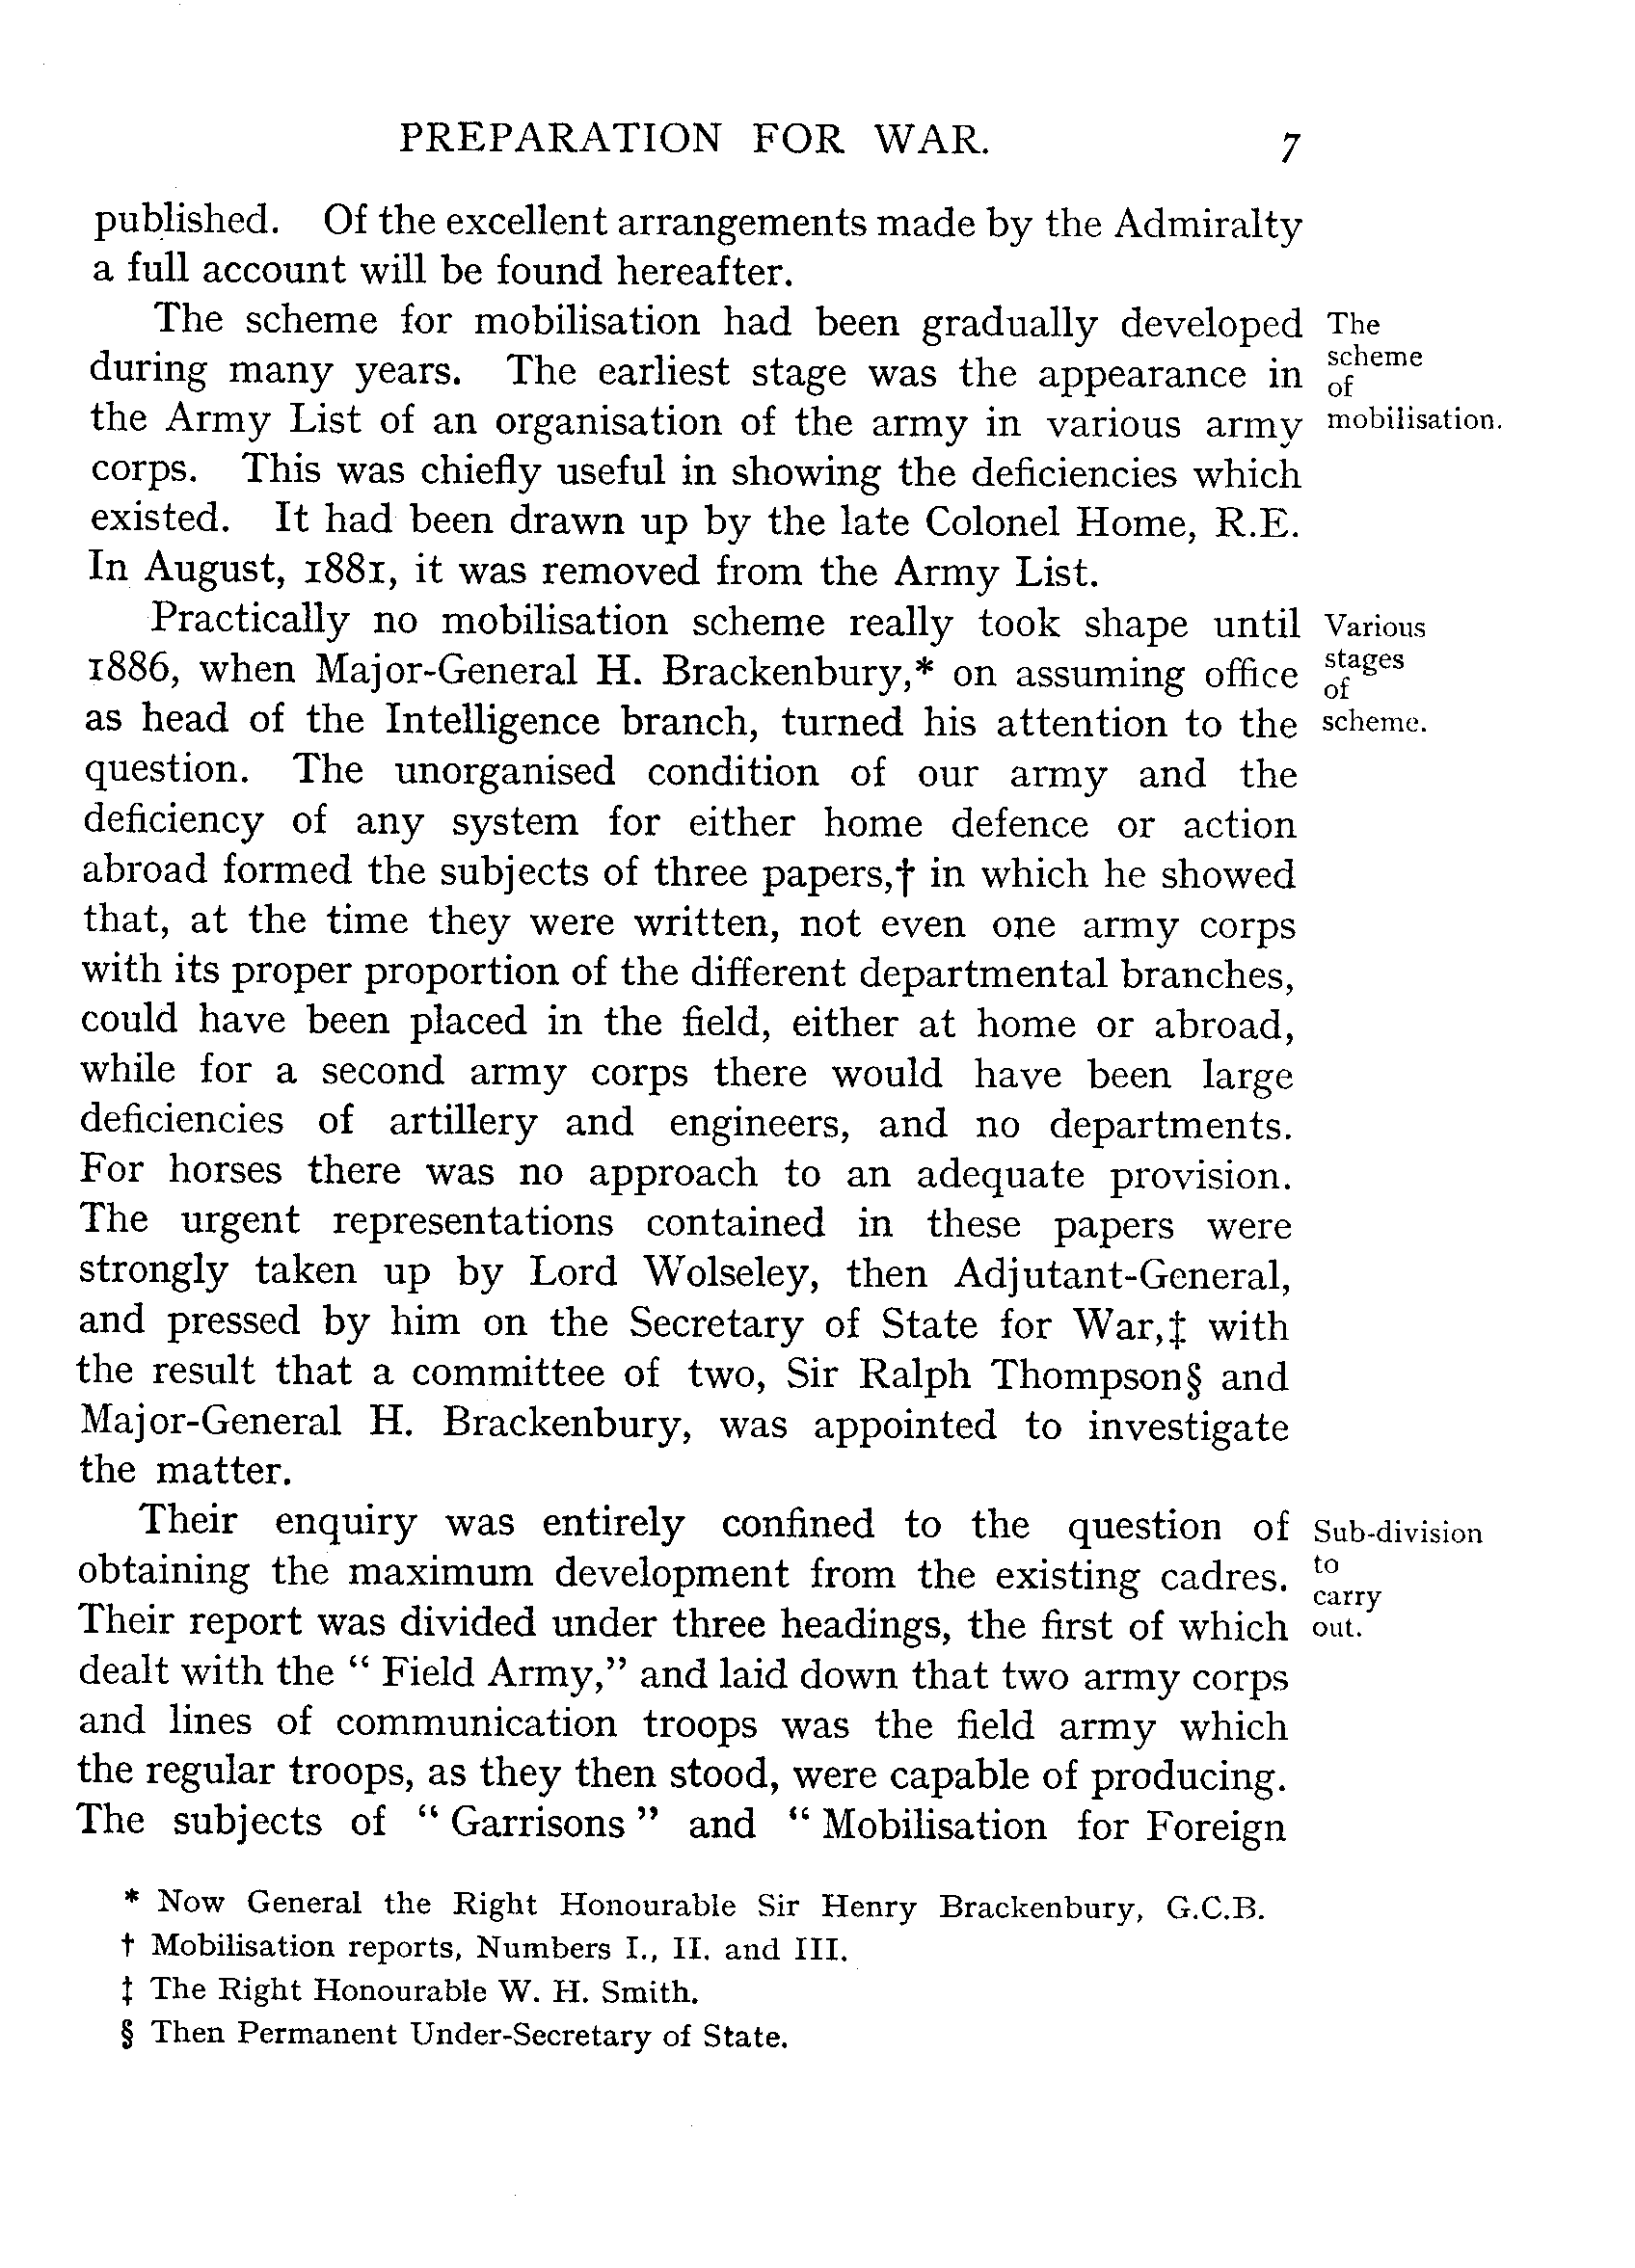 PREPARATION FOR WAR. 7
published. Of the excellent arrangements made by the Admiralty
a full account will be found hereafter.
The scheme for mobilisation had been gradually developed
during many years. The earliest stage was the appearance in
the Army List of an organisation of the army in various army
corps. This was chiefly useful in showing the deficiencies which
existed. It had been drawn up by the late Colonel Home, R.E.
In August, 1881, it was removed from the Army List.
The
scheme
of
mobilisation.
Practically no mobilisation scheme really took shape until
1886, when Major-General H. Brackenbury,* on assuming office
as head of the Intelligence branch, turned his attention to the
question. The unorganised condition of our army and the
deficiency of any system for either home defence or action
abroad formed the subjects of three papers,† in which he showed
that, at the time they were written, not even one army corps
with its proper proportion of the different departmental branches,
could have been placed in the field, either at home or abroad,
while for a second army corps there would have been large
deficiencies of artillery and engineers, and no departments.
For horses there was no approach to an adequate provision.
The urgent representations contained in these papers were
strongly taken up by Lord Wolseley, then Adjutant-General,
and pressed by him on the Secretary of State for War,‡ with
the result that a committee of two, Sir Ralph Thompson§ and
Major-General H. Brackenbury, was appointed to investigate
the matter.
Various
stages
of
scheme.
Their enquiry was entirely confined to the question of
obtaining the maximum development from the existing cadres.
Their report was divided under three headings, the first of which
dealt with the “ Field Army,” and laid down that two army corps
and lines of communication troops was the field army which
the regular troops, as they then stood, were capable of producing.
The subjects of “ Garrisons ” and “ Mobilisation for Foreign
Sub-division
to
carry
out.
* Now General the Right Honourable Sir Henry Brackenbury, G.C.B.
† Mobilisation reports, Numbers I., II. and III.
‡ The Right Honourable W. H. Smith.
§ Then Permanent Under-Secretary of State.